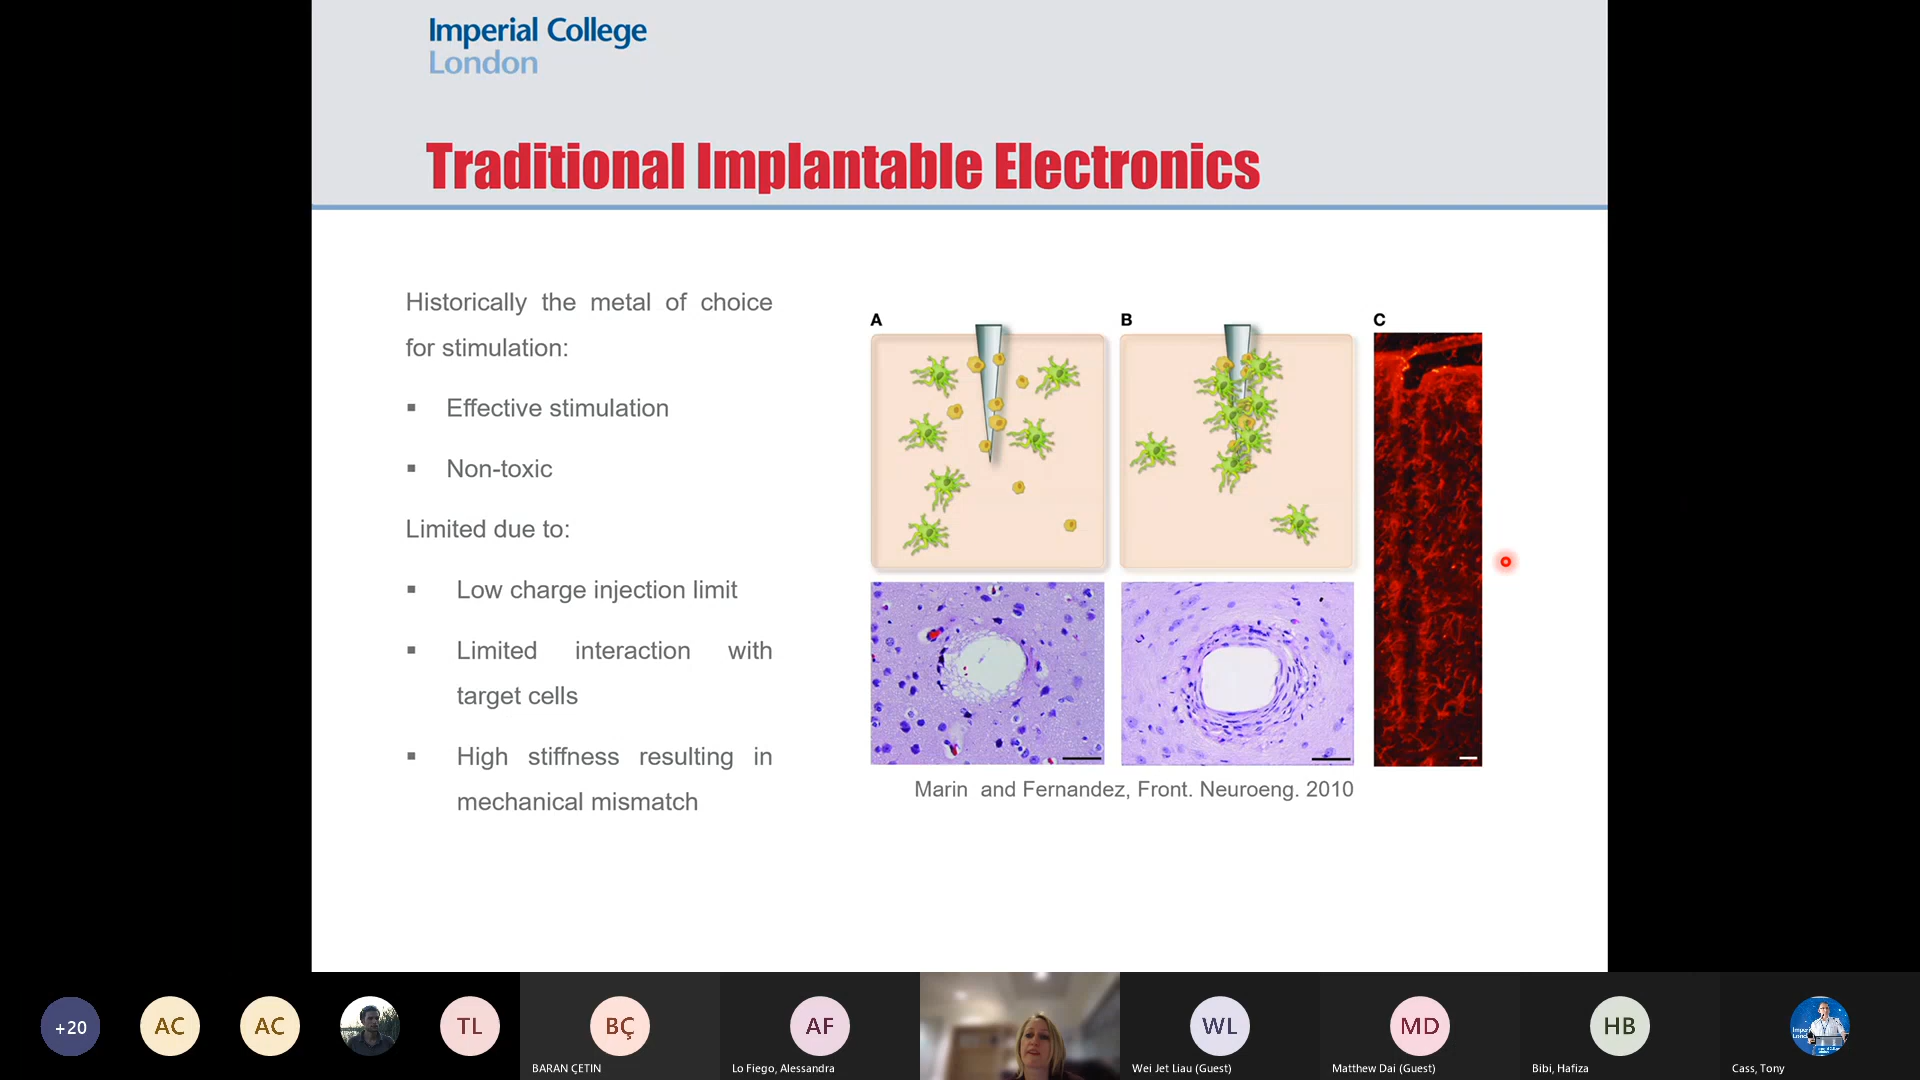 Imperial College
London
Traditional Implantable Electronics
Historically the metal of choice
for stimulation:
▪ Effective stimulation
▪ Non-toxic
Limited due to:
▪ Low charge injection limit
▪ Limited interaction with
target cells
▪ High stiffness resulting in
mechanical mismatch
A
B
C
Marin and Fernandez, Front. Neuroeng. 2010
+20
AC
AC
TL
BÇ
BARAN ÇETIN
AF
Lo Fiego, Alessandra
WL
Wei Jet Liau (Guest)
MD
Matthew Dai (Guest)
HB
Bibi, Hafiza
Cass, Tony